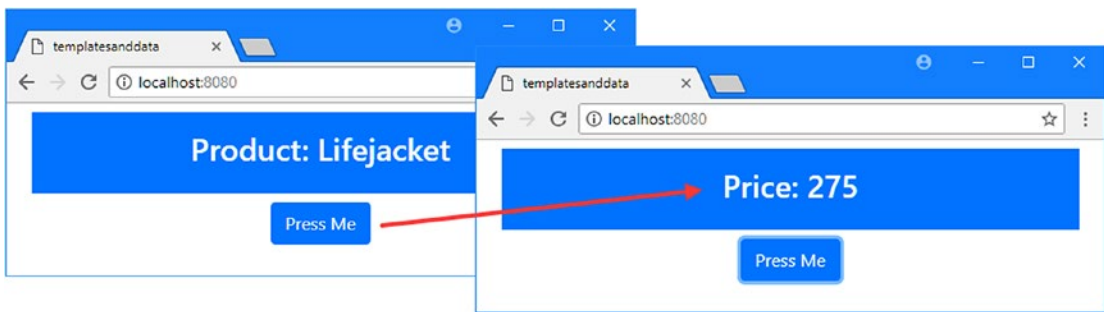 templatesanddata
localhost:8080
Product: Lifejacket
Press Me
templatesanddata
localhost:8080
Price: 275
Press Me